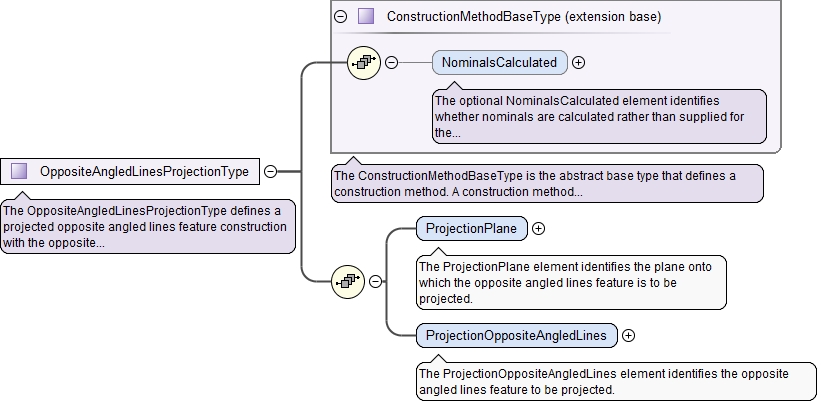 ConstructionMethodBaseType (extension base)
NominalsCalculated
The optional NominalsCalculated element identifies
whether nominals are calculated rather than supplied for
the...
OppositeAngledLinesProjectionType
The OppositeAngledLinesProjectionType defines a
projected opposite angled lines feature construction
with the opposite...
The ConstructionMethodBaseType is the abstract base type that defines a
construction method. A construction method...
ProjectionPlane
The ProjectionPlane element identifies the plane onto
which the opposite angled lines feature is to be
projected.
ProjectionOppositeAngledLines
The ProjectionOppositeAngledLines element identifies the opposite
angled lines feature to be projected.